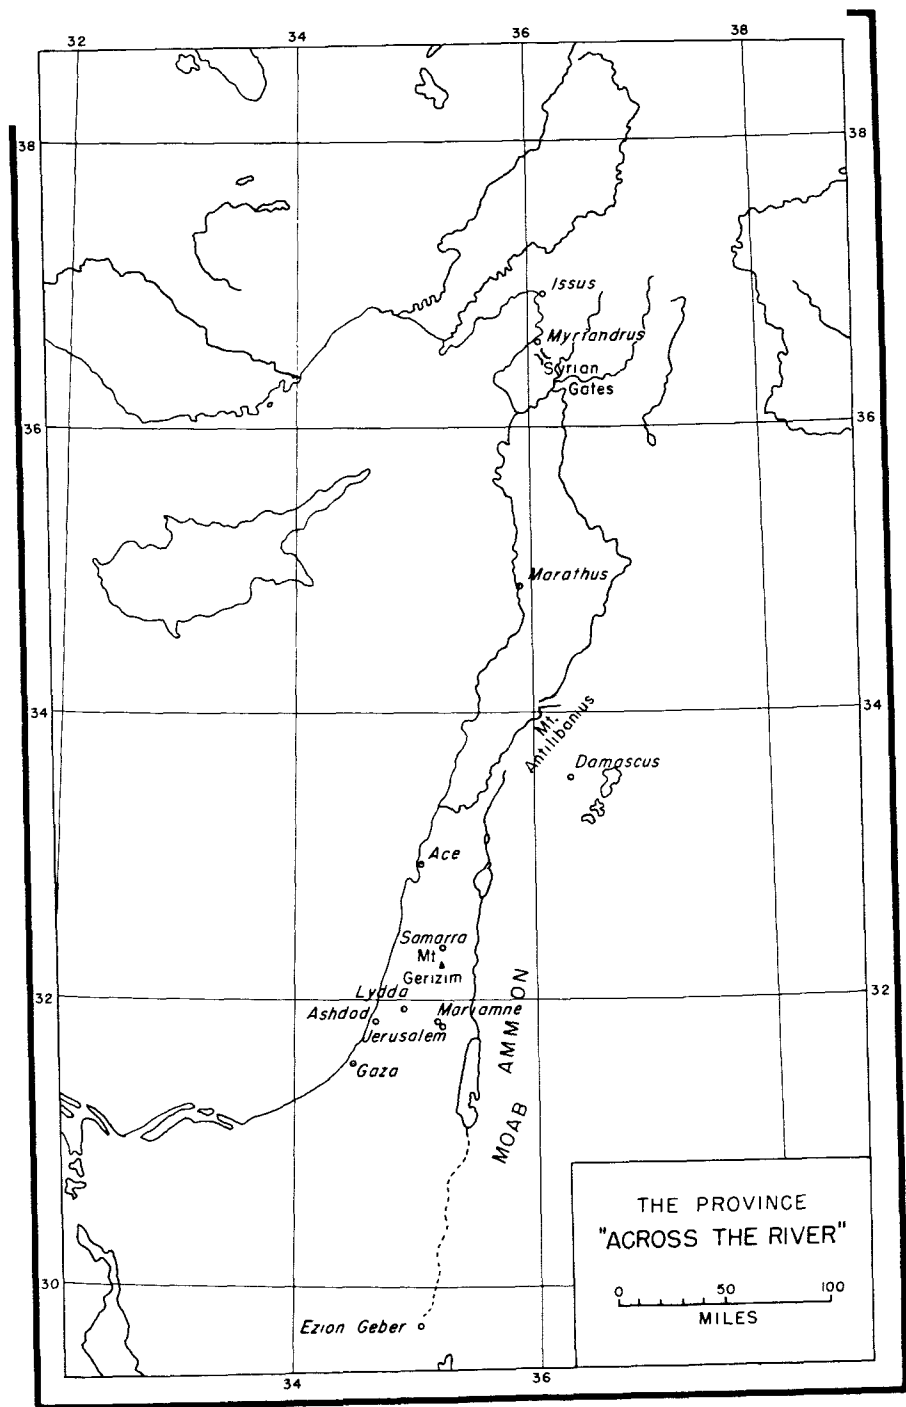 32
34
36
38
38
38
Issus
Myriandrus
Syrian
Gates
36
36
Marathus
34
34
Mt.
Antilibanius
Damascus
Ace
Samarra
Mt
Gerizim
Lydda
32
32
Ashdod
Mariamne
Jerusalem
Gaza
AMMON
MOAB
THE PROVINCE
"ACROSS THE RIVER"
0 50 100
MILES
30
Ezion Geber
34
36